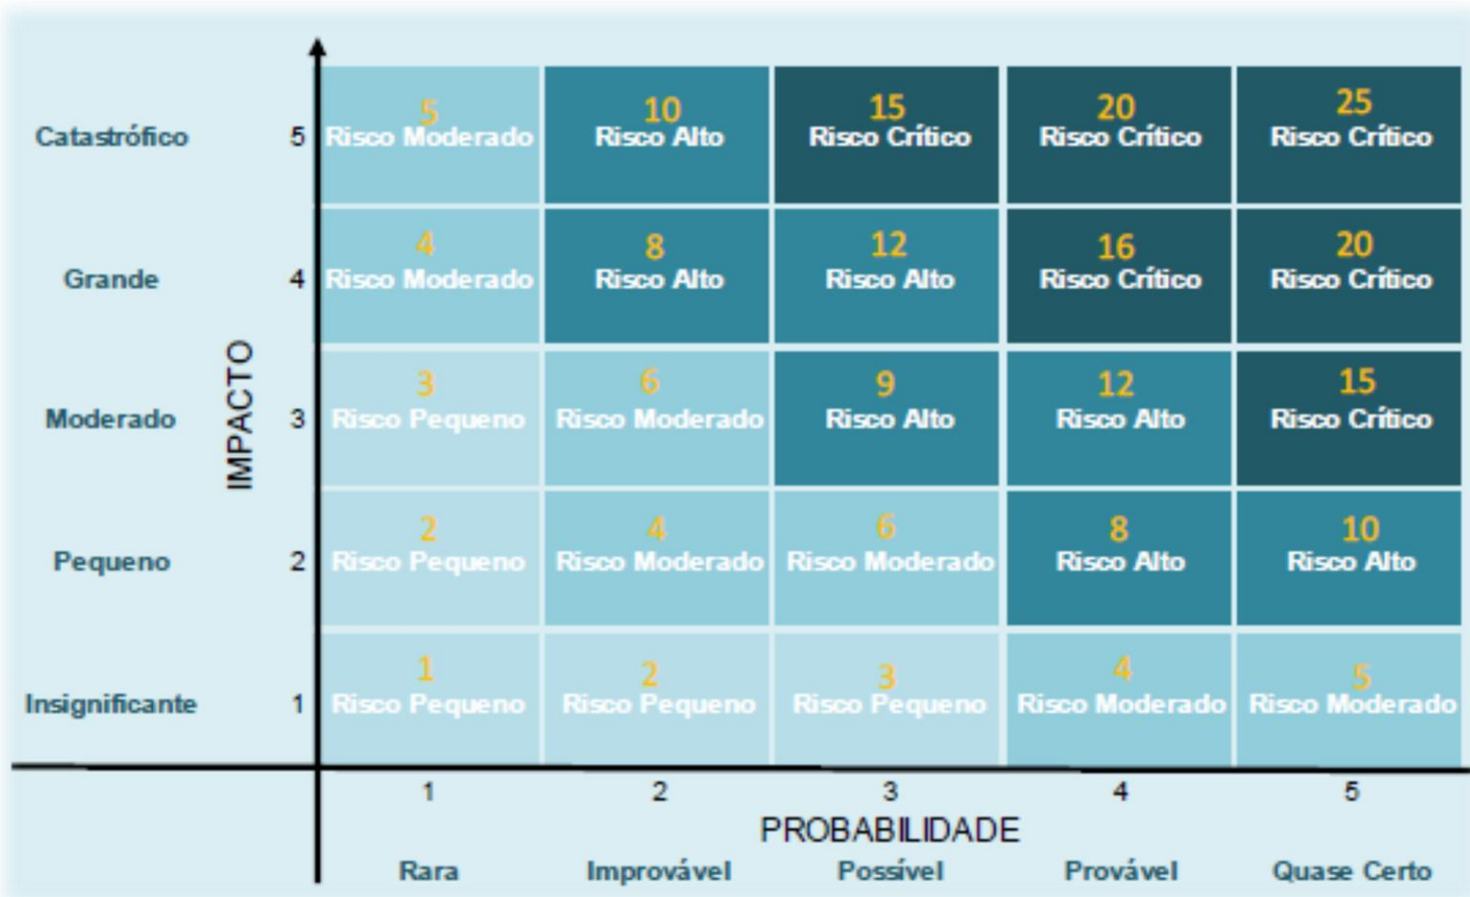 5 10 15 20 25
Catastrófico 5 Risco Moderado Risco Alto Risco Crítico Risco Crítico Risco Crítico
4 8 12 16 20
Grande 4 Risco Moderado Risco Alto Risco Alto Risco Crítico Risco Crítico
IMPACTO
3 6 9 12 15
Moderado 3 Risco Pequeno Risco Moderado Risco Alto Risco Alto Risco Crítico
2 4 6 8 10
Pequeno 2 Risco Pequeno Risco Moderado Risco Moderado Risco Alto Risco Alto
1 2 3 4 5
Insignificante 1 Risco Pequeno Risco Pequeno Risco Pequeno Risco Moderado Risco Moderado
1 2 3 4 5
PROBABILIDADE
Rara Improvável Possível Provável Quase Certo